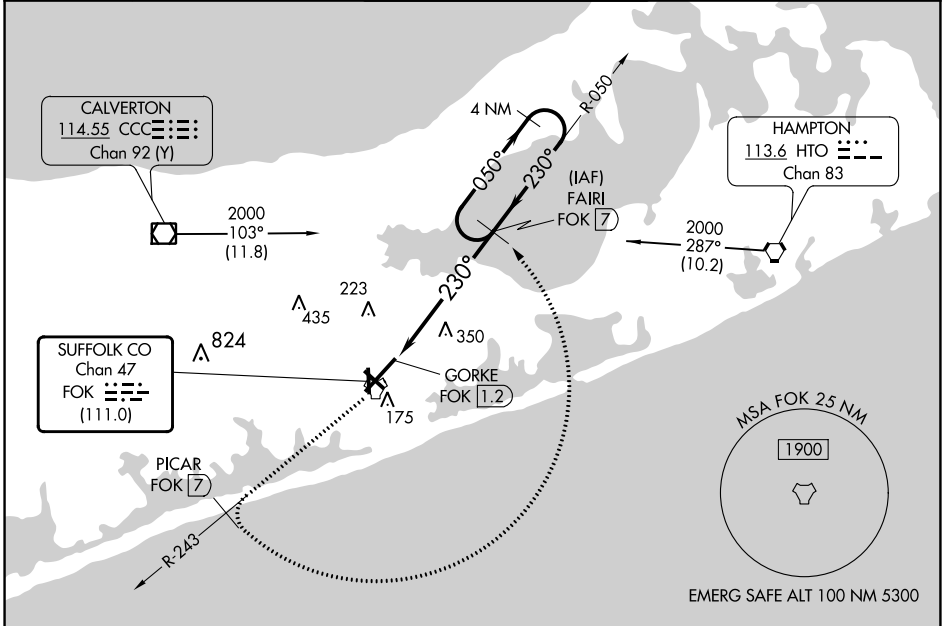 CALVERTON
114.55 CCC
Chan 92 (Y)
4 NM
R-050
050°
230°
(IAF)
FAIRI
FOK 7
HAMPTON
113.6 HTO
Chan 83
2000
103°
(11.8)
2000
287°
(10.2)
230°
435
223
350
824
SUFFOLK CO
Chan 47
FOK
(111.0)
GORKE
FOK 1.2
175
PICAR
FOK 7
R-243
MSA FOK 25 NM
1900
EMERG SAFE ALT 100 NM 5300